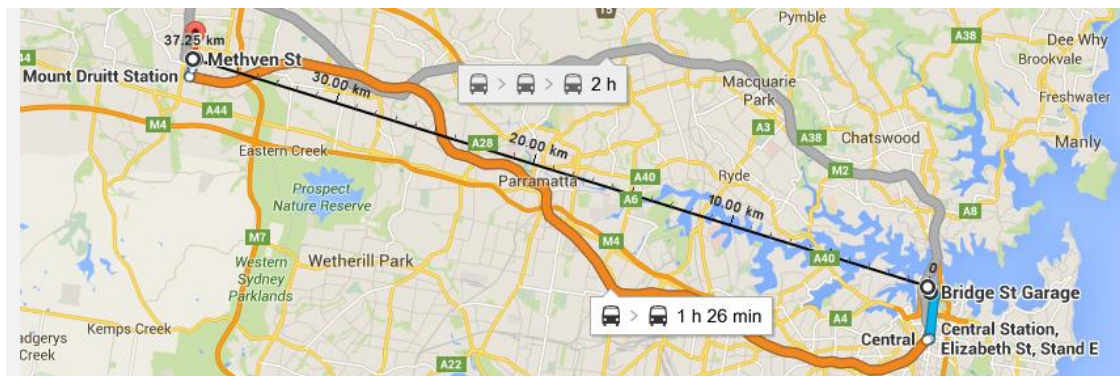 15
Pymble
A38
Dee Why
Brookvale
37.25 km
Methven St
44
Mount Druitt Station
30.00 km
2 h
Macquarie
Park
A38
Freshwater
A44
M4
A3
Chatswood
Manly
A28
20.00 km
Eastern Creek
Parramatta
A40
Ryde
M2
Prospect
Nature Reserve
A6
10.00 km
A8
M7
M4
Wetherill Park
A40
0
Western
Sydney
Parklands
Bridge St Garage
1 h 26 min
Kemps Creek
A4
Central
Central Station,
Elizabeth St, Stand E
adgerys
Creek
A22